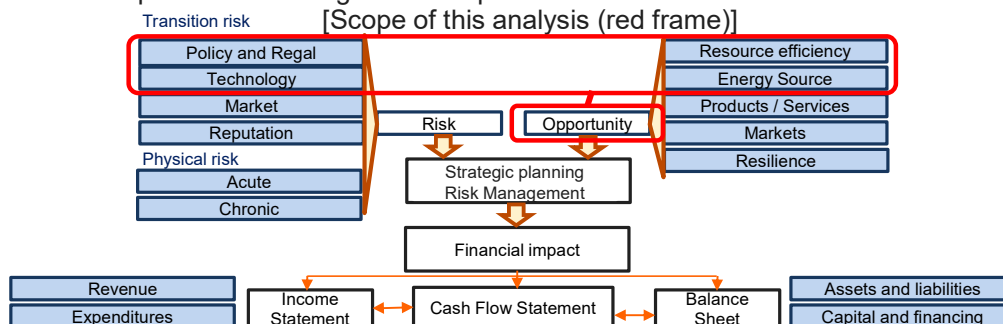 [Scope of this analysis (red frame)]
Transition risk
Policy and Regal
Technology
Market
Reputation
Physical risk
Acute
Chronic
Risk
Opportunity
Resource efficiency
Energy Source
Products / Services
Markets
Resilience
Strategic planning
Risk Management
Financial impact
Revenue
Expenditures
Income
Statement
Cash Flow Statement
Balance
Sheet
Assets and liabilities
Capital and financing